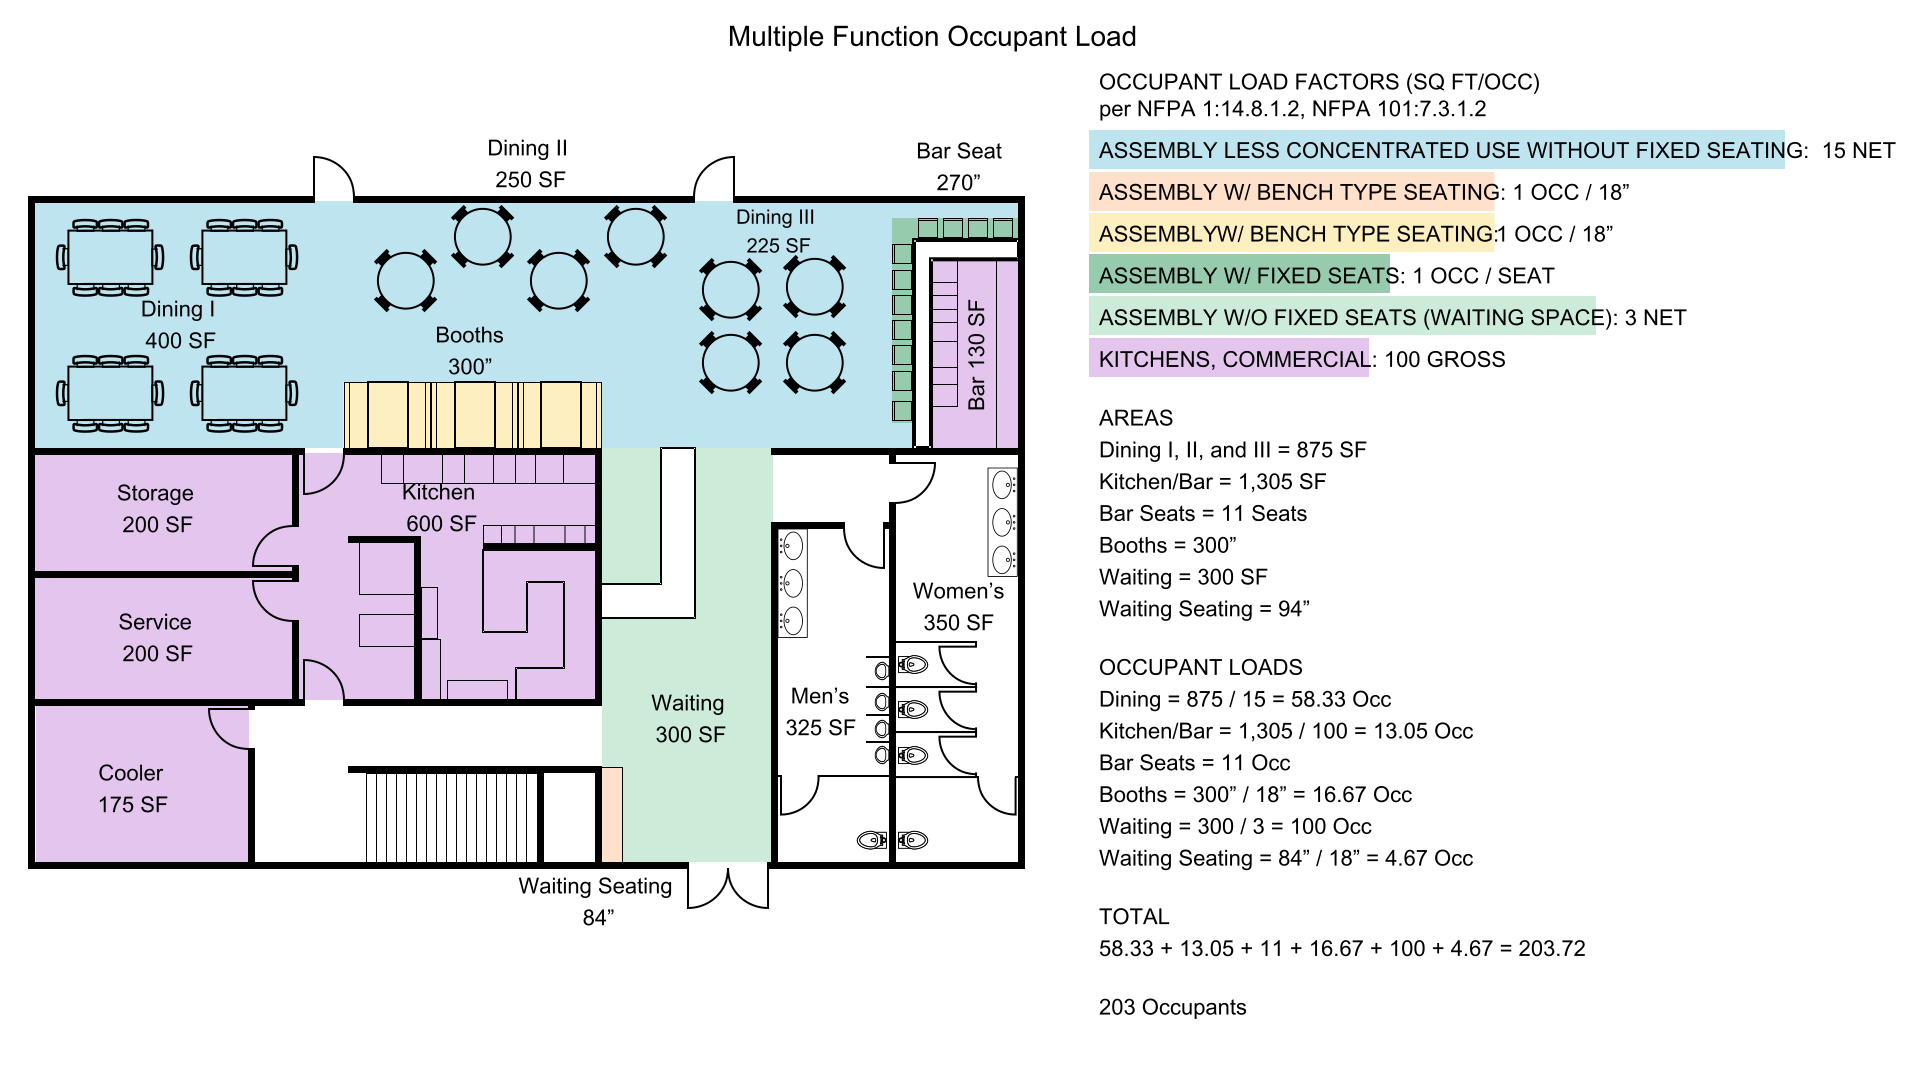 Multiple Function Occupant Load
OCCUPANT LOAD FACTORS (SQ FT/OCC)
per NFPA 1:14.8.1.2, NFPA 101:7.3.1.2
ASSEMBLY LESS CONCENTRATED USE WITHOUT FIXED SEATING: 15 NET
ASSEMBLY W/ BENCH TYPE SEATING: 1 OCC / 18”
ASSEMBLYW/ BENCH TYPE SEATING:1 OCC / 18”
ASSEMBLY W/ FIXED SEATS: 1 OCC / SEAT
ASSEMBLY W/O FIXED SEATS (WAITING SPACE): 3 NET
KITCHENS, COMMERCIAL: 100 GROSS
AREAS
Dining I, II, and III = 875 SF
Kitchen/Bar = 1,305 SF
Bar Seats = 11 Seats
Booths = 300”
Waiting = 300 SF
Waiting Seating = 94”
OCCUPANT LOADS
Dining = 875 / 15 = 58.33 Occ
Kitchen/Bar = 1,305 / 100 = 13.05 Occ
Bar Seats = 11 Occ
Booths = 300” / 18” = 16.67 Occ
Waiting = 300 / 3 = 100 Occ
Waiting Seating = 84” / 18” = 4.67 Occ
TOTAL
58.33 + 13.05 + 11 + 16.67 + 100 + 4.67 = 203.72
203 Occupants
Dining II
250 SF
Bar Seat
270”
Dining III
225 SF
Dining I
400 SF
Booths
300”
Bar 130 SF
Storage
200 SF
Kitchen
600 SF
Service
200 SF
Women’s
350 SF
Waiting
300 SF
Men’s
325 SF
Cooler
175 SF
Waiting Seating
84”